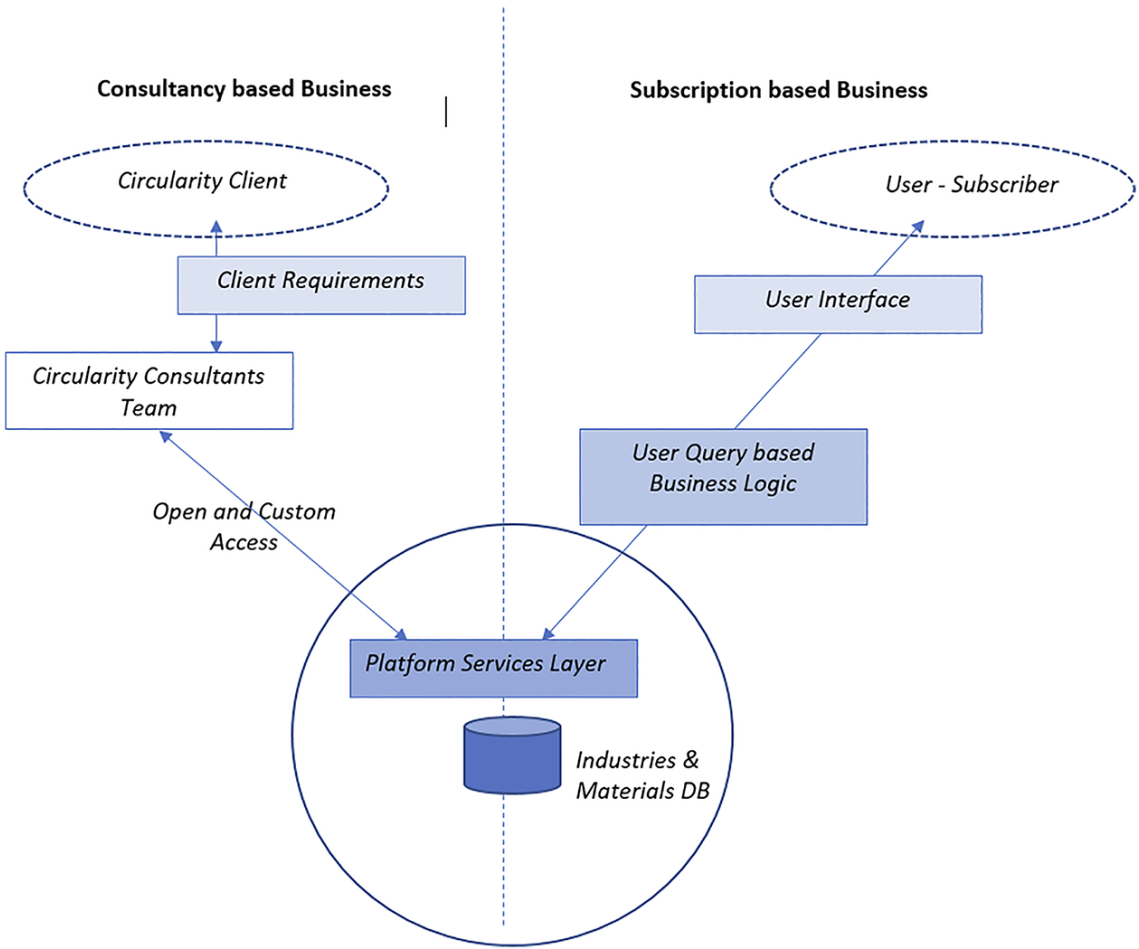 Consultancy based Business
Subscription based Business
Circularity Client
User - Subscriber
Client Requirements
User Interface
Circularity Consultants
Team
User Query based
Business Logic
Open and Custom
Access
Platform Services Layer
Industries &
Materials DB